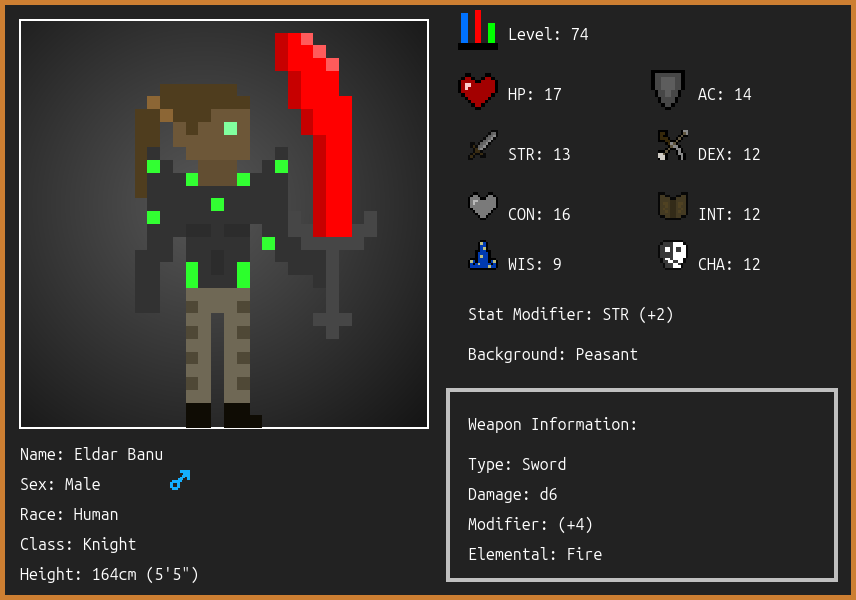 Level: 74
HP: 17
AC: 14
STR: 13
DEX: 12
CON: 16
INT: 12
WIS: 9
CHA: 12
Stat Modifier: STR (+2)
Background: Peasant
Weapon Information:
Type: Sword
Damage: d6
Modifier: (+4)
Elemental: Fire
Name: Eldar Banu
Sex: Male
Race: Human
Class: Knight
Height: 164cm (5'5")